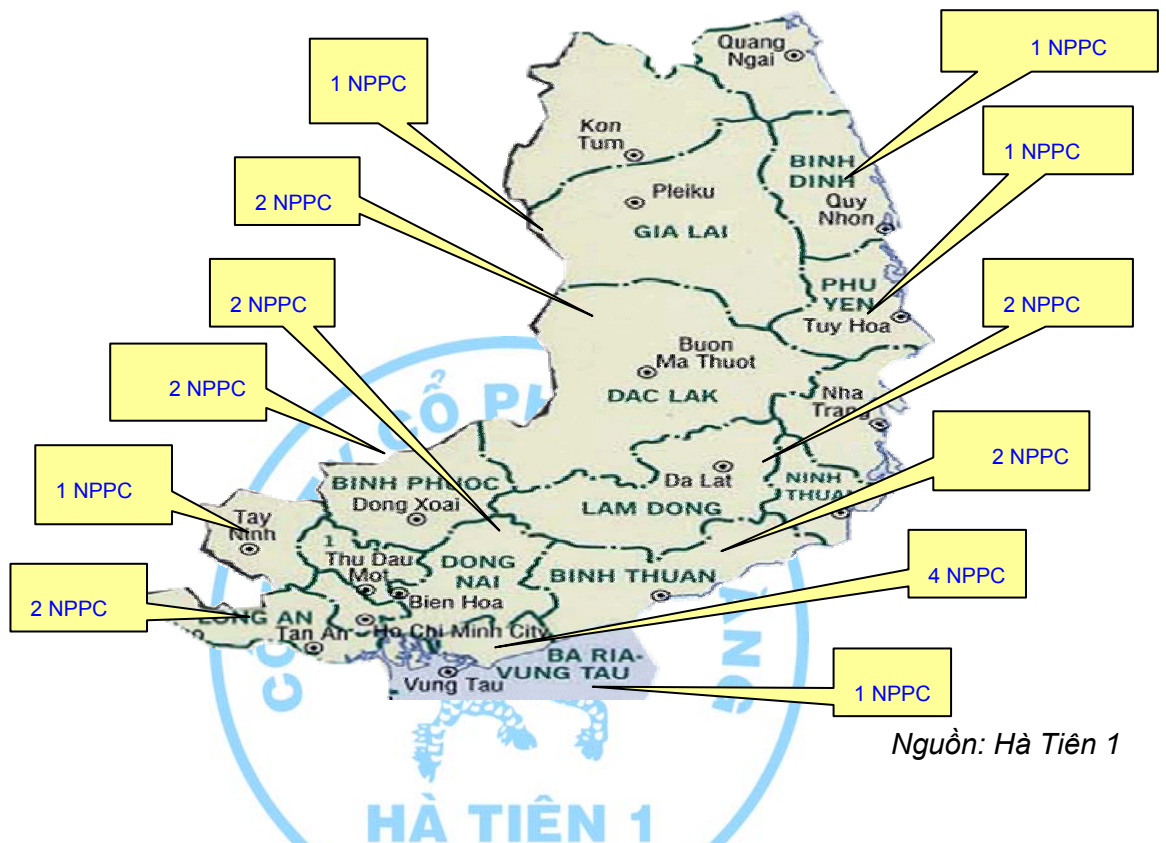 Quang
Ngai
1 NPPC
1 NPPC
Kon
Tum
BINH
DINH
1 NPPC
2 NPPC
Pleiku
Quy
Nhon
GIA LAI
PHU
YEN
2 NPPC
2 NPPC
Tuy Hoa
Buon
Ma Thuot
2 NPPC
DAC LAK
Nha
Trang
CỔ PH
2 NPPC
1 NPPC
BINH PHUOC
Da Lat
NINH
THUAN
Dong Xoai
LAM DONG
Tay
Ninh
1
Thu Dau
Mot
DONG
NAI
BINH THUAN
4 NPPC
2 NPPC
Bien Hoa
LONG AN
Tan An
Ho Chi Minh City
BA RIA-
VUNG TAU
Vung Tau
1 NPPC
Nguồn: Hà Tiên 1
HÀ TIÊN 1